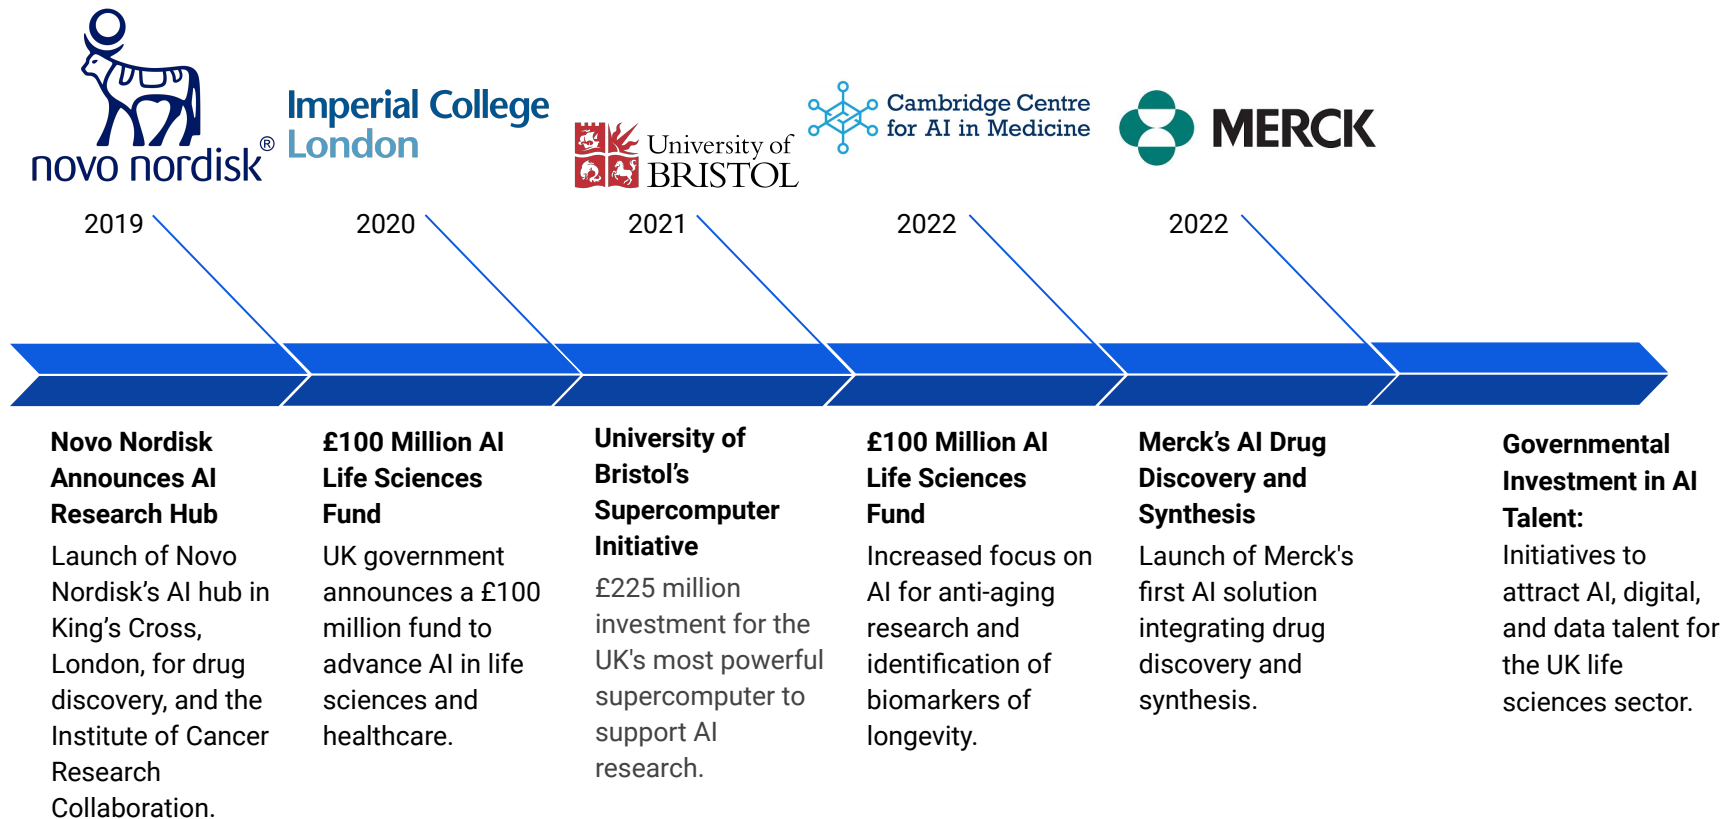 novo nordisk®
Imperial College
London
University of
BRISTOL
Cambridge Centre
for AI in Medicine
MERCK
2019
2020
2021
2022
2022
Novo Nordisk
Announces AI
Research Hub
Launch of Novo
Nordisk’s AI hub in
King’s Cross,
London, for drug
discovery, and the
Institute of Cancer
Research
Collaboration.
£100 Million AI
Life Sciences
Fund
UK government
announces a £100
million fund to
advance AI in life
sciences and
healthcare.
University of
Bristol’s
Supercomputer
Initiative
£225 million
investment for the
UK's most powerful
supercomputer to
support AI
research.
£100 Million AI
Life Sciences
Fund
Increased focus on
AI for anti-aging
research and
identification of
biomarkers of
longevity.
Merck’s AI Drug
Discovery and
Synthesis
Launch of Merck's
first AI solution
integrating drug
discovery and
synthesis.
Governmental
Investment in AI
Talent:
Initiatives to
attract AI, digital,
and data talent for
the UK life
sciences sector.